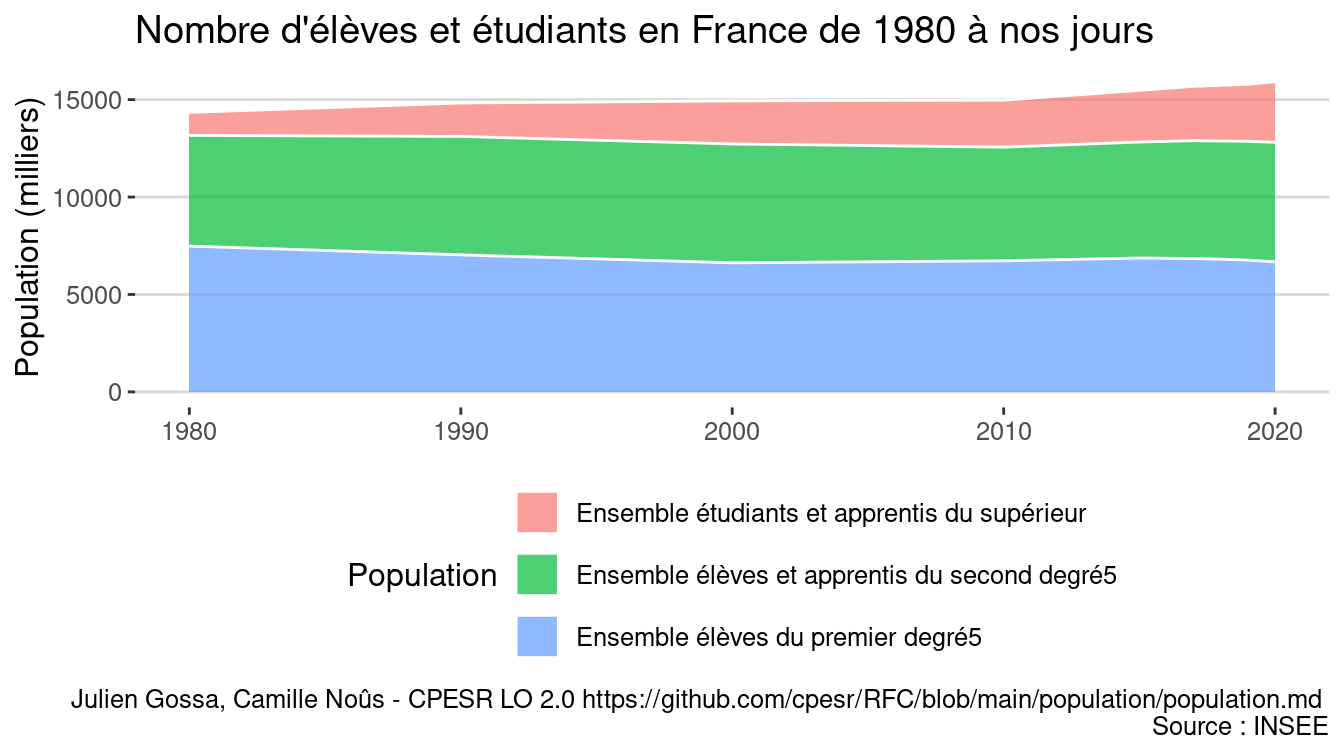 Nombre d'élèves et étudiants en France de 1980 à nos jours
Population (milliers)
15000
10000
5000
0
1980 1990 2000 2010 2020
Population
Ensemble étudiants et apprentis du supérieur
Ensemble élèves et apprentis du second degré5
Ensemble élèves du premier degré5
Julien Gossa, Camille Noûs - CPESR LO 2.0 https://github.com/cpesr/RFC/blob/main/population/population.md
Source : INSEE